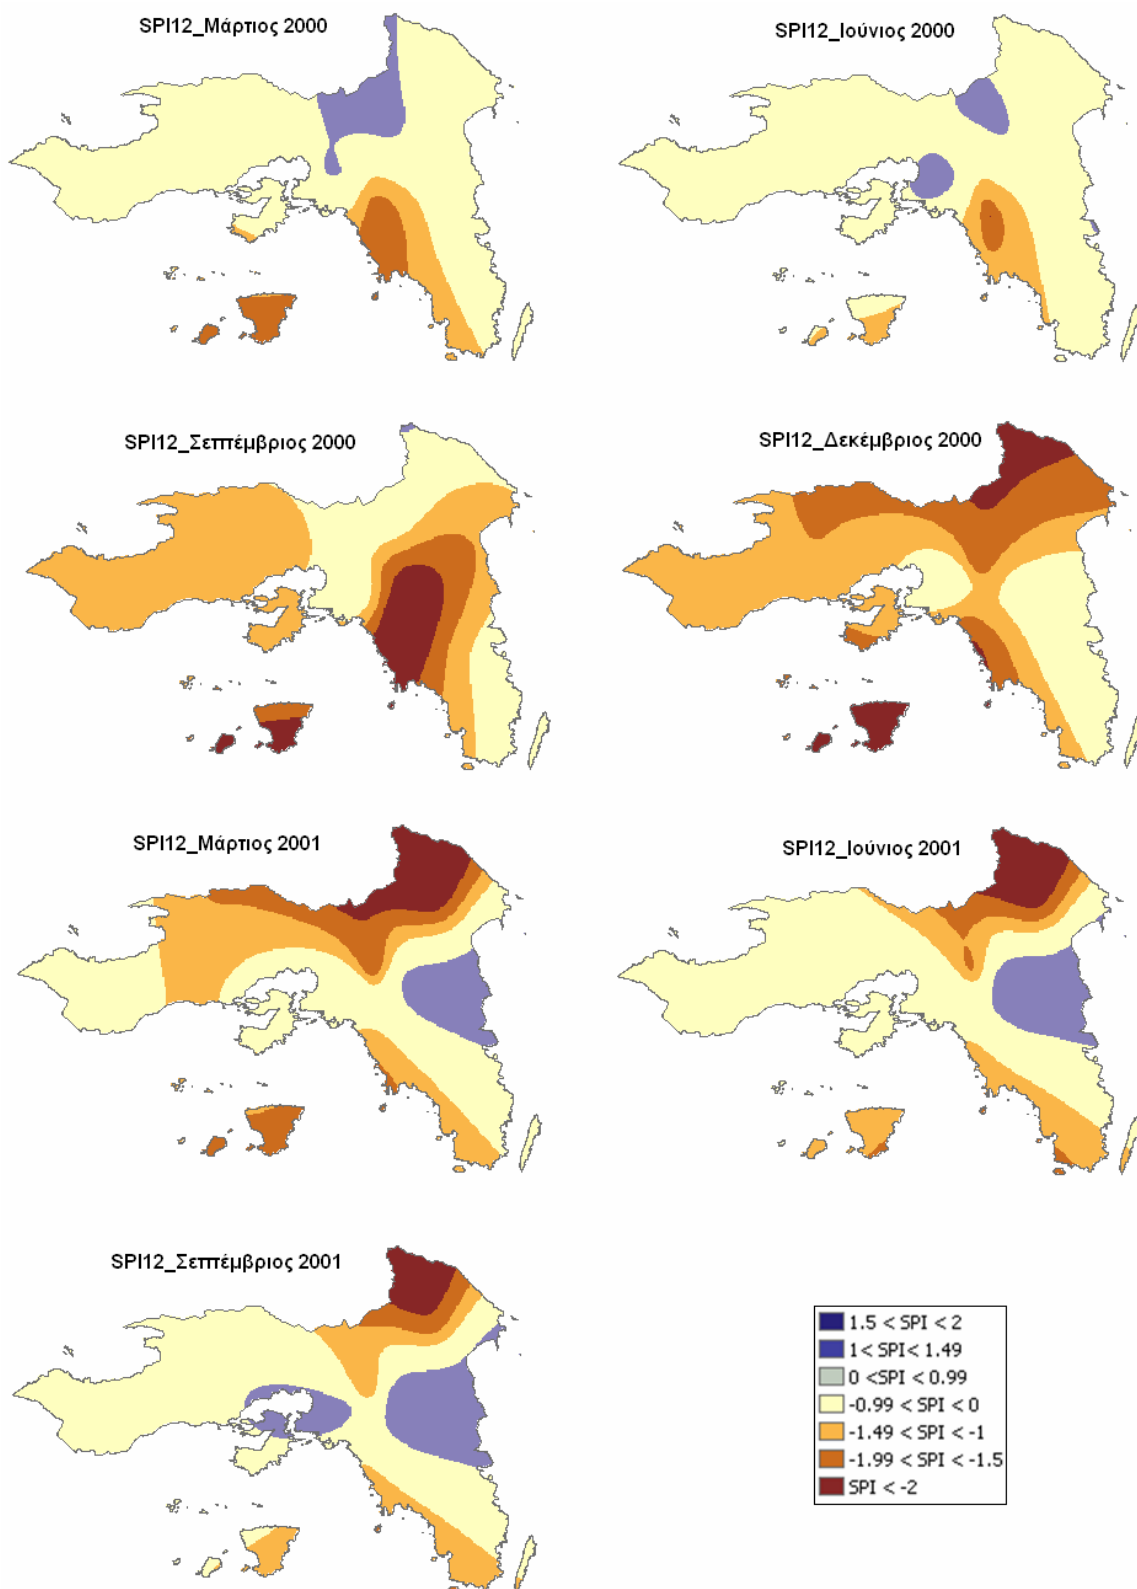 SPI12_Μάρτιος 2000
SPI12_Ιούνιος 2000
SPI12_Σεπτέμβριος 2000
SPI12_Δεκέμβριος 2000
SPI12_Μάρτιος 2001
SPI12_Ιούνιος 2001
SPI12_Σεπτέμβριος 2001
1.5 < SPI < 2
1< SPI< 1.49
0 <SPI < 0.99
-0.99 < SPI < 0
-1.49 < SPI < -1
-1.99 < SPI < -1.5
SPI < -2